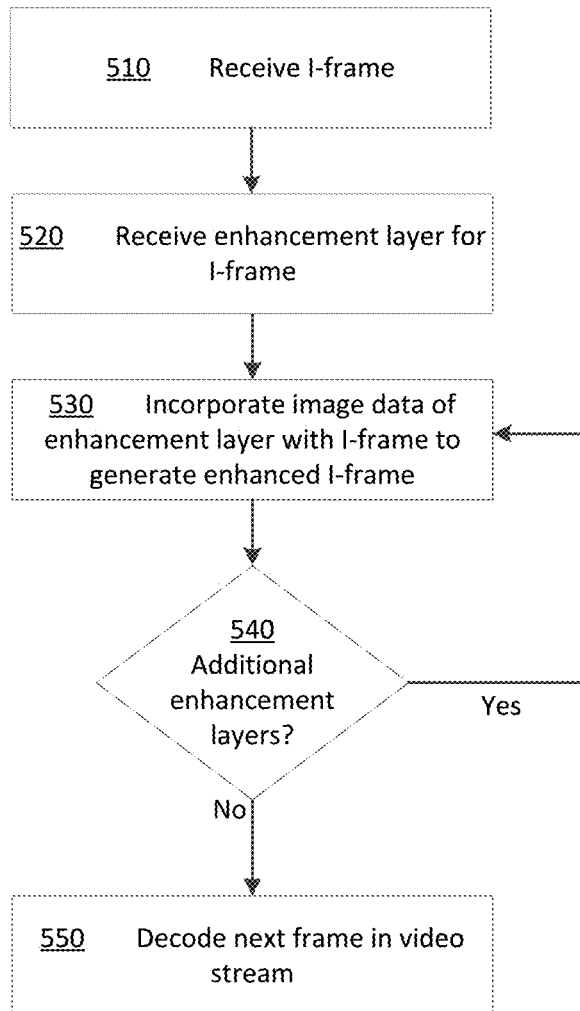 510 Receive I-frame
520 Receive enhancement layer for
I-frame
530 Incorporate image data of
enhancement layer with I-frame to
generate enhanced I-frame
540
Additional
enhancement
layers?
Yes
No
550 Decode next frame in video
stream